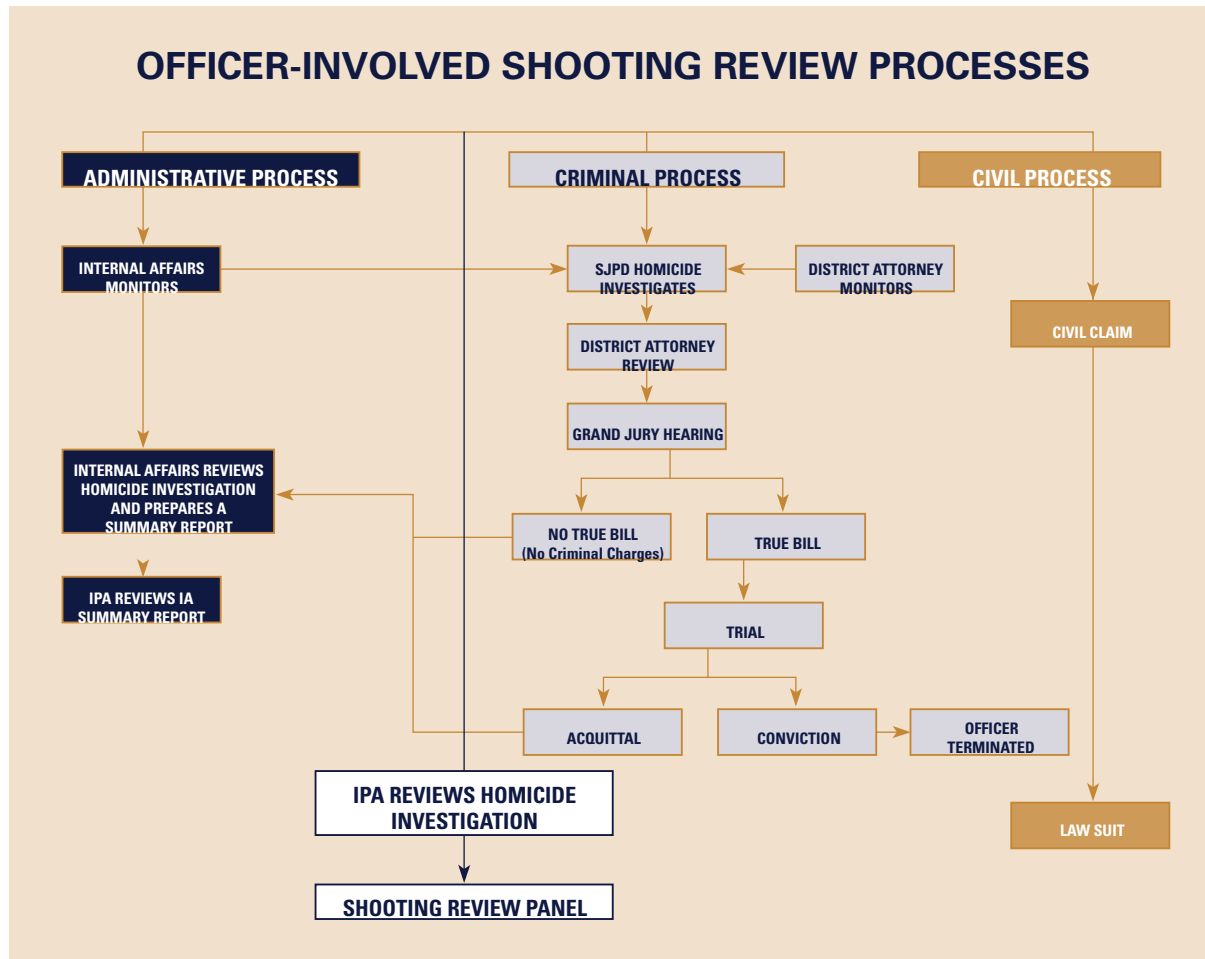 OFFICER-INVOLVED SHOOTING REVIEW PROCESSES
ADMINISTRATIVE PROCESS
CRIMINAL PROCESS
CIVIL PROCESS
INTERNAL AFFAIRS
MONITORS
SJPD HOMICIDE
INVESTIGATES
DISTRICT ATTORNEY
MONITORS
CIVIL CLAIM
DISTRICT ATTORNEY
REVIEW
GRAND JURY HEARING
INTERNAL AFFAIRS REVIEWS
HOMICIDE INVESTIGATION
AND PREPARES A
SUMMARY REPORT
NO TRUE BILL
(No Criminal Charges)
TRUE BILL
IPA REVIEWS IA
SUMMARY REPORT
TRIAL
ACQUITTAL
CONVICTION
OFFICER
TERMINATED
IPA REVIEWS HOMICIDE
INVESTIGATION
LAW SUIT
SHOOTING REVIEW PANEL